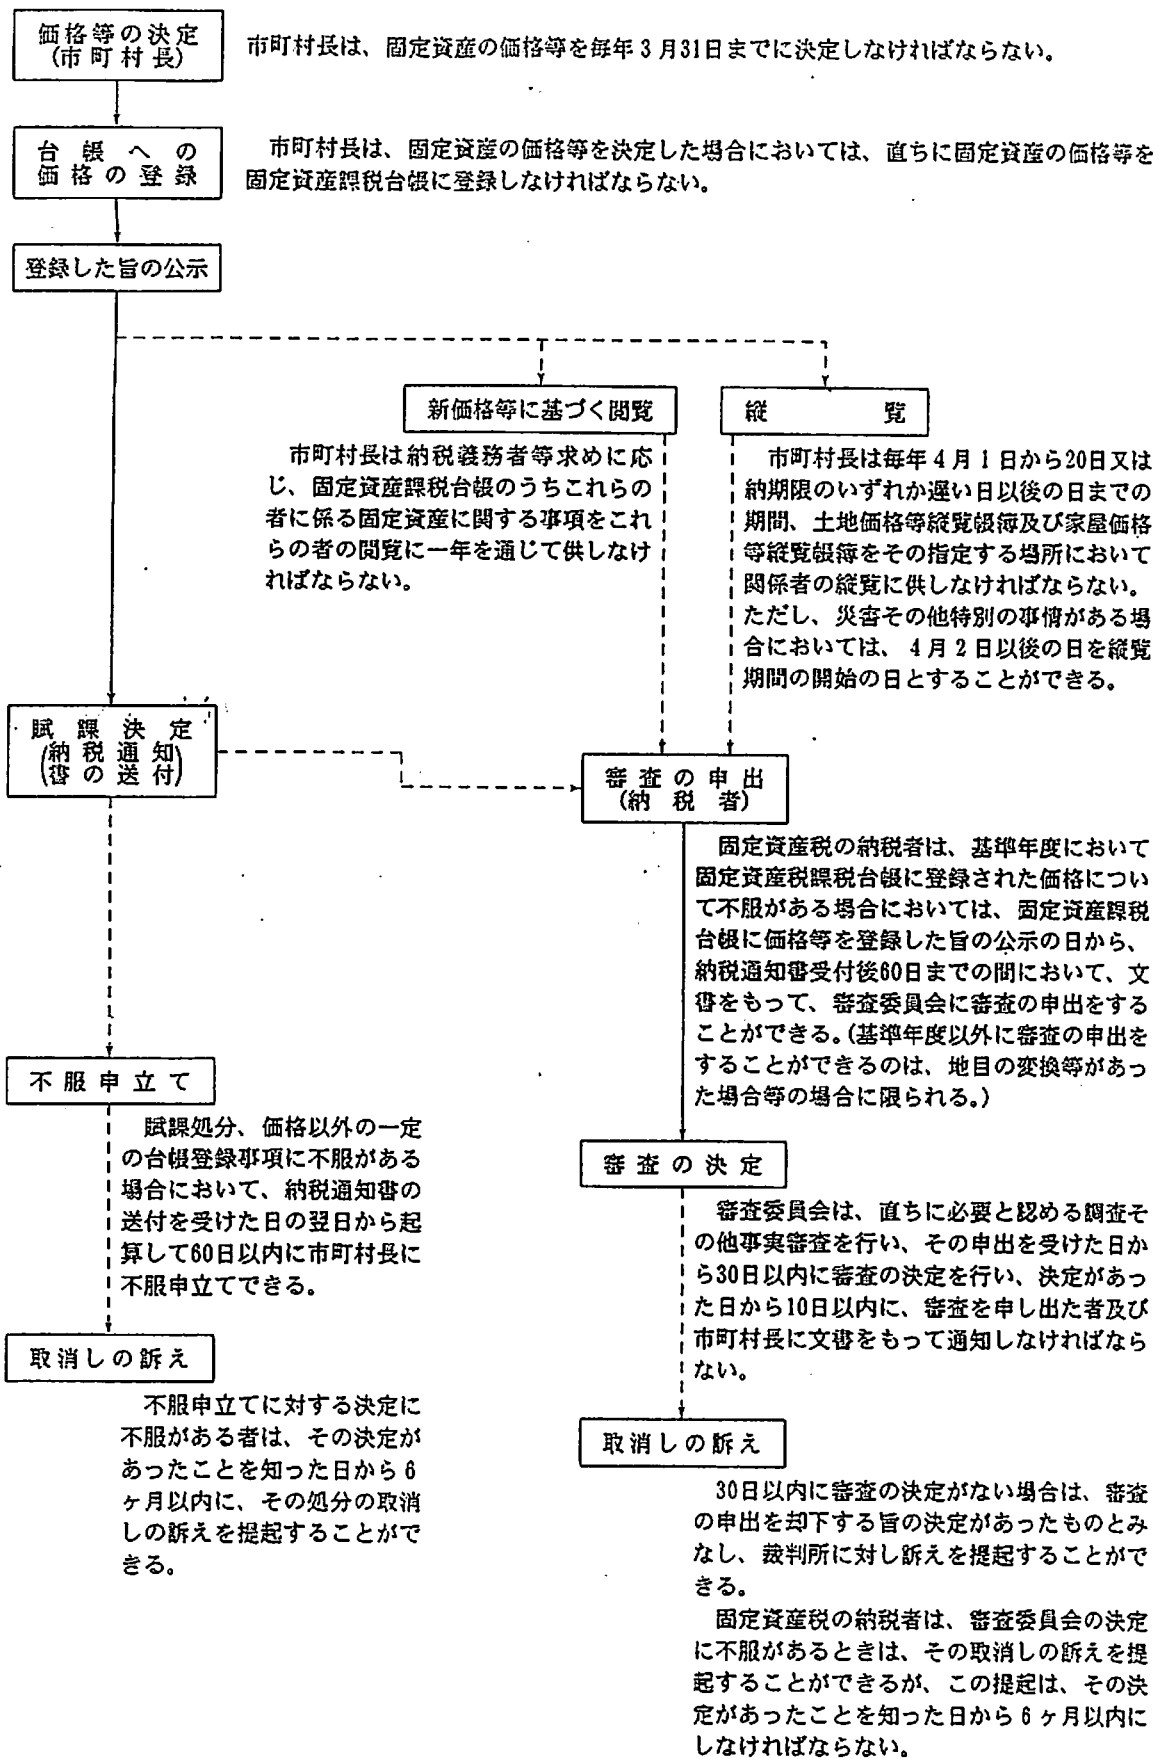 価格等の決定
(市町村長)
市町村長は、固定資産の価格等を毎年3月31日までに決定しなければならない。
台帳への
価格の登録
市町村長は、固定資産の価格等を決定した場合においては、直ちに固定資産の価格等を
固定資産課税台帳に登録しなければならない。
登録した旨の公示
新価格等に基づく閲覧
市町村長は納税義務者等求めに応
じ、固定資産課税台帳のうちこれらの
者に係る固定資産に関する事項をこれ
らの者の閲覧に一年を通じて供しなけ
ればならない。
縦覧
市町村長は毎年4月1日から20日又は
納期限のいずれか遅い日以後の日までの
期間、土地価格等縦覧帳簿及び家屋価格
等縦覧帳簿をその指定する場所において
関係者の縦覧に供しなければならない。
ただし、災害その他特別の事情がある場
合においては、4月2日以後の日を縦覧
期間の開始の日とすることができる。
賦課決定
(納税通知
書の送付)
審査の申出
(納税者)
固定資産税の納税者は、基準年度において
固定資産税課税台帳に登録された価格につい
て不服がある場合においては、固定資産課税
台帳に価格等を登録した旨の公示の日から、
納税通知書受付後60日までの間において、文
書をもって、審査委員会に審査の申出をする
ことができる。(基準年度以外に審査の申出を
することができるのは、地目の変換等があっ
た場合等の場合に限られる。)
不服申立て
賦課処分、価格以外の一定
の台帳登録事項に不服がある
場合において、納税通知書の
送付を受けた日の翌日から起
算して60日以内に市町村長に
不服申立てできる。
審査の決定
審査委員会は、直ちに必要と認める調査そ
の他事実審査を行い、その申出を受けた日か
ら30日以内に審査の決定を行い、決定があっ
た日から10日以内に、審査を申し出た者及び
市町村長に文書をもって通知しなければなら
ない。
取消しの訴え
不服申立てに対する決定に
不服がある者は、その決定が
あったことを知った日から6
ヶ月以内に、その処分の取消
しの訴えを提起することがで
きる。
取消しの訴え
30日以内に審査の決定がない場合は、審査
の申出を却下する旨の決定があったものとみ
なし、裁判所に対し訴えを提起することがで
きる。
固定資産税の納税者は、審査委員会の決定
に不服があるときは、その取消しの訴えを提
起することができるが、この提起は、その決
定があったことを知った日から6ヶ月以内に
しなければならない。